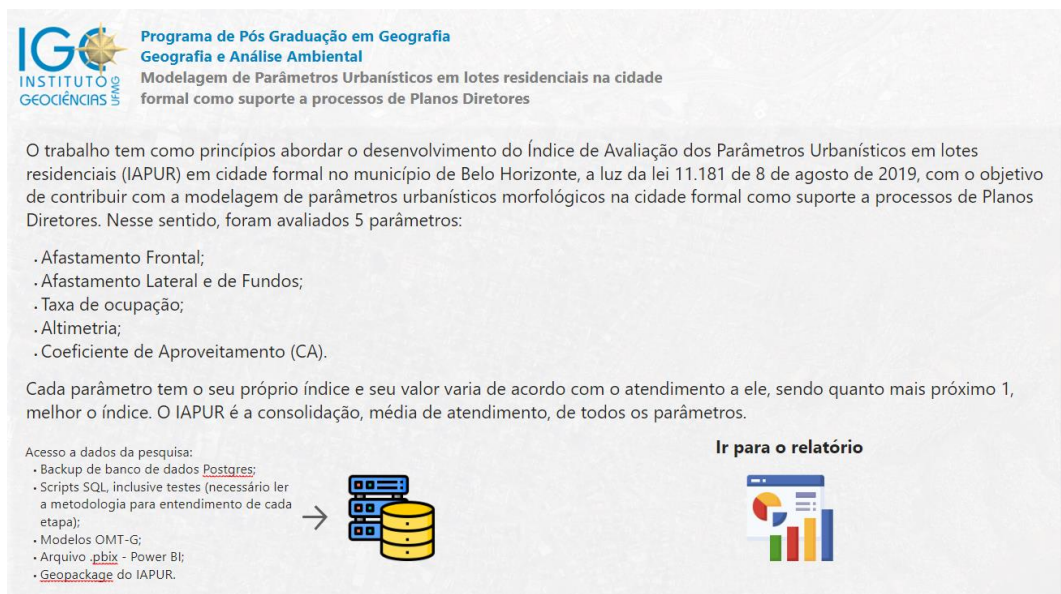 IGC
INSTITUTO
GEOCIÊNCIAS
UFMG
Programa de Pós Graduação em Geografia
Geografia e Análise Ambiental
Modelagem de Parâmetros Urbanísticos em lotes residenciais na cidade
formal como suporte a processos de Planos Diretores
O trabalho tem como princípios abordar o desenvolvimento do Índice de Avaliação dos Parâmetros Urbanísticos em lotes
residenciais (IAPUR) em cidade formal no município de Belo Horizonte, a luz da lei 11.181 de 8 de agosto de 2019, com o objetivo
de contribuir com a modelagem de parâmetros urbanísticos morfológicos na cidade formal como suporte a processos de Planos
Diretores. Nesse sentido, foram avaliados 5 parâmetros:
• Afastamento Frontal;
• Afastamento Lateral e de Fundos;
• Taxa de ocupação;
• Altimetria;
• Coeficiente de Aproveitamento (CA).
Cada parâmetro tem o seu próprio índice e seu valor varia de acordo com o atendimento a ele, sendo quanto mais próximo 1,
melhor o índice. O IAPUR é a consolidação, média de atendimento, de todos os parâmetros.
Acesso a dados da pesquisa:
• Backup de banco de dados Postgres;
• Scripts SQL, inclusive testes (necessário ler
a metodologia para entendimento de cada
etapa);
• Modelos OMT-G;
• Arquivo .pbix - Power BI;
• Geopackage do IAPUR.
Ir para o relatório